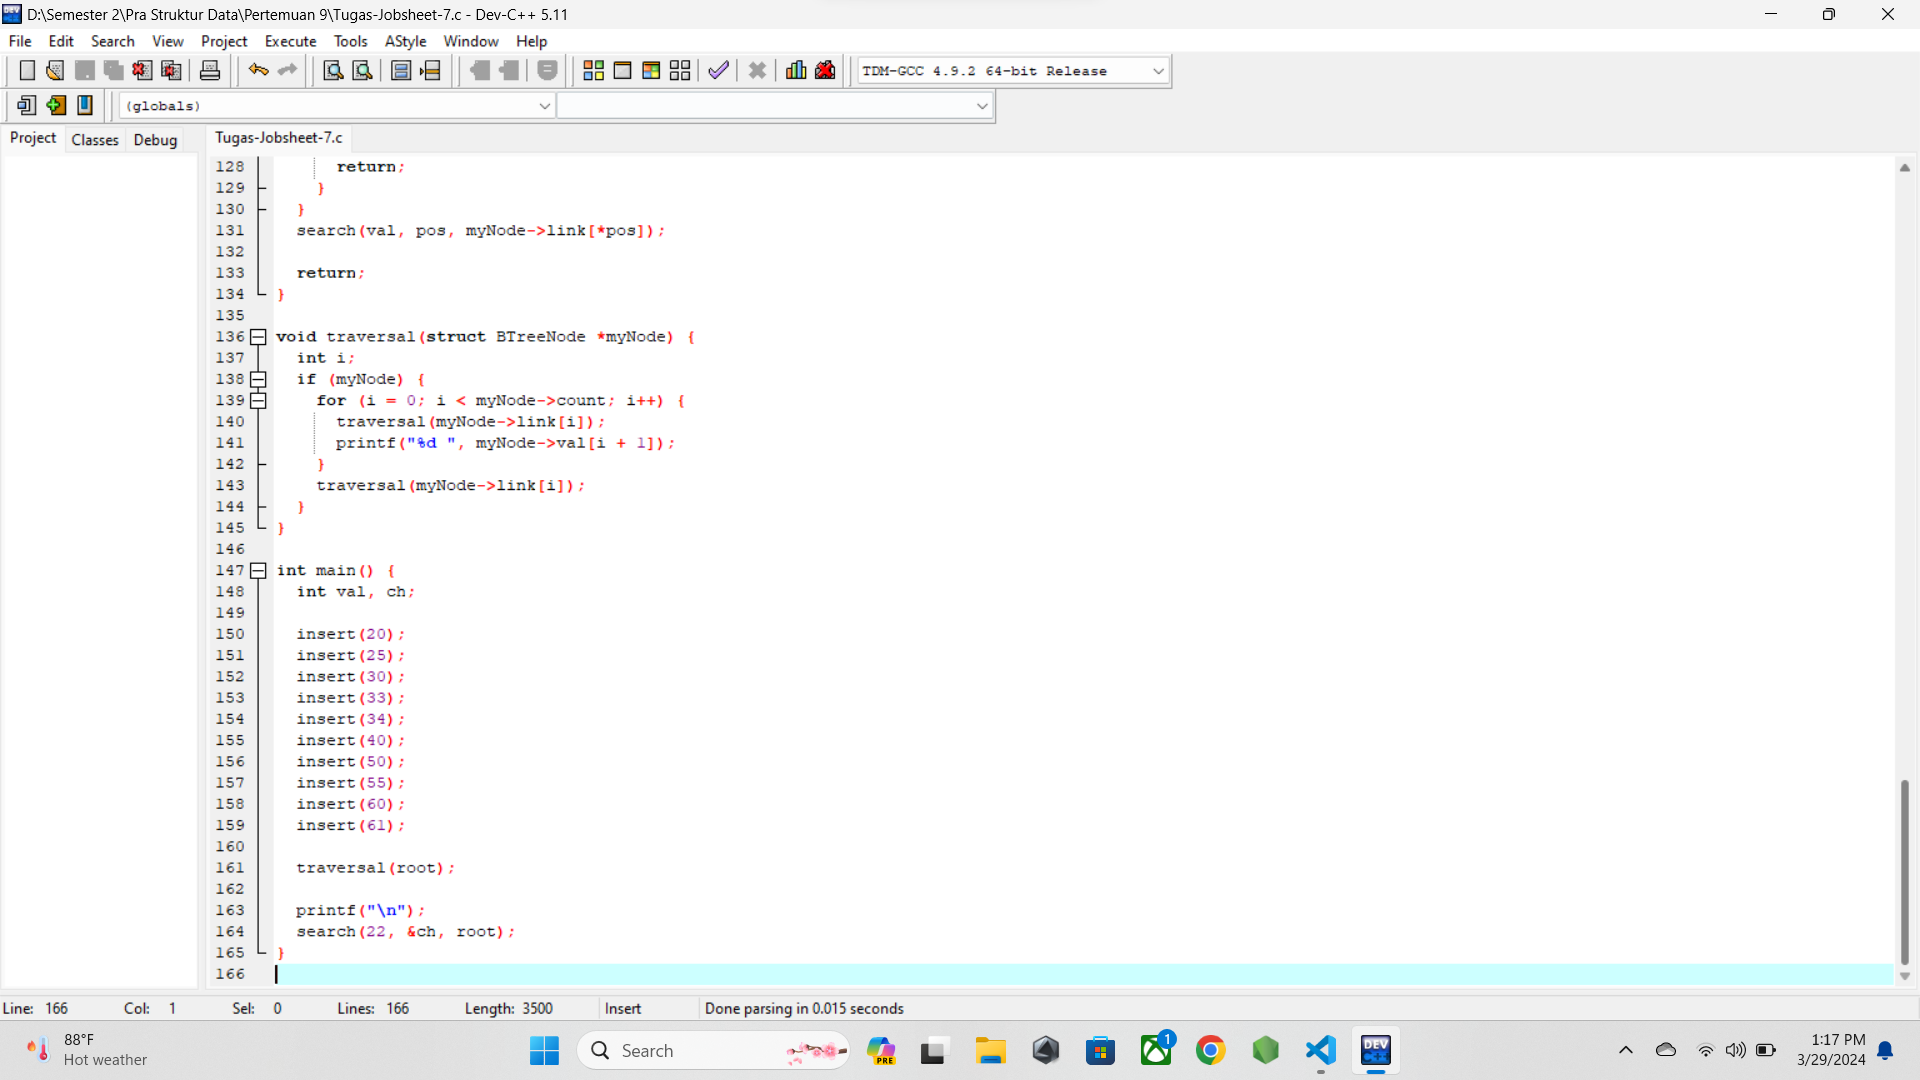 D:\Semester 2\Pra Struktur Data\Pertemuan 9\Tugas-Jobsheet-7.c - Dev-C++ 5.11
File Edit Search View Project Execute Tools AStyle Window Help
TDM-GCC 4.9.2 64-bit Release
(globals)
Project Classes Debug Tugas-Jobsheet-7.c
128 return;
129 }
130 }
131 search(val, pos, myNode->link[*pos]);
132
133 return;
134 }
135
136 void traversal(struct BTreeNode *myNode) {
137 int i;
138 if (myNode) {
139 for (i = 0; i < myNode->count; i++) {
140 traversal(myNode->link[i]);
141 printf("%d ", myNode->val[i + 1]);
142 }
143 traversal(myNode->link[i]);
144 }
145 }
146
147 int main() {
148 int val, ch;
149
150 insert(20);
151 insert(25);
152 insert(30);
153 insert(33);
154 insert(34);
155 insert(40);
156 insert(50);
157 insert(55);
158 insert(60);
159 insert(61);
160
161 traversal(root);
162
163 printf("\n");
164 search(22, &ch, root);
165 }
166
Line: 166 Col: 1 Sel: 0 Lines: 166 Length: 3500 Insert Done parsing in 0.015 seconds
88°F
Hot weather
Search
PRE
1
DEV
C++
1:17 PM
3/29/2024